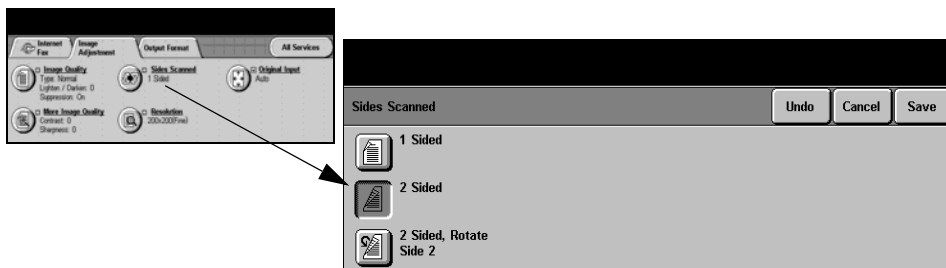 Internet Fax
Image Adjustment
Output Format
All Services
Image Quality
Type: Normal
Lighten / Darken: 0
Suppression: On
Sides Scanned
1 Sided
Original Input
Auto
More Image Quality
Contrast: 0
Sharpness: 0
Resolution
200x200(Fine)
Sides Scanned
Undo
Cancel
Save
1 Sided
2 Sided
2 Sided, Rotate
Side 2